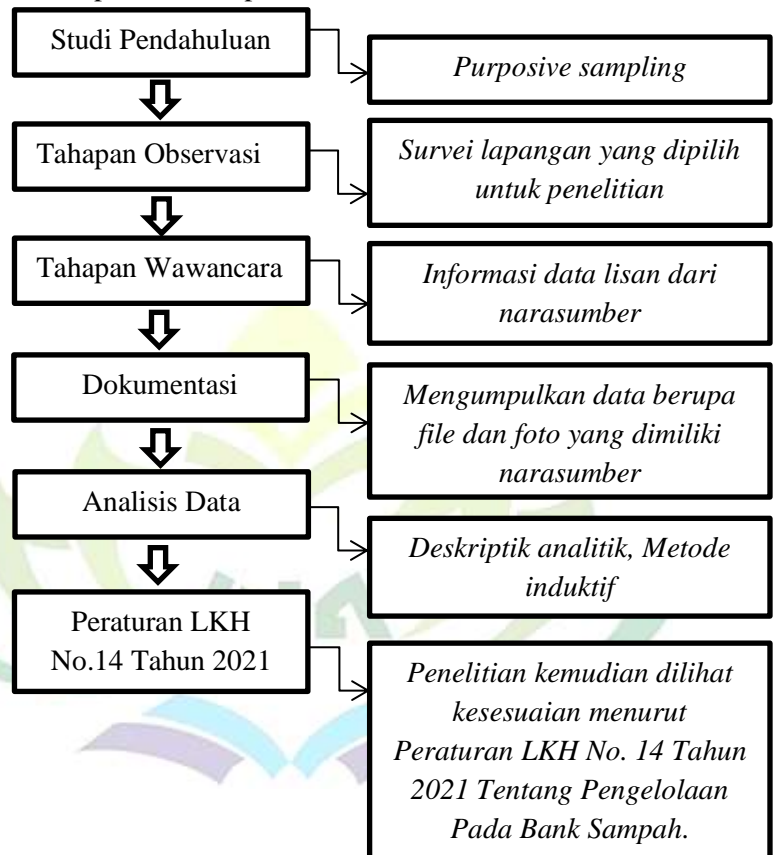 Studi Pendahuluan
Purposive sampling
Tahapan Observasi
Survei lapangan yang dipilih
untuk penelitian
Tahapan Wawancara
Informasi data lisan dari
narasumber
Dokumentasi
Mengumpulkan data berupa
file dan foto yang dimiliki
narasumber
Analisis Data
Deskriptik analitik, Metode
induktif
Peraturan LKH
No.14 Tahun 2021
Penelitian kemudian dilihat
kesesuaian menurut
Peraturan LKH No. 14 Tahun
2021 Tentang Pengelolaan
Pada Bank Sampah.